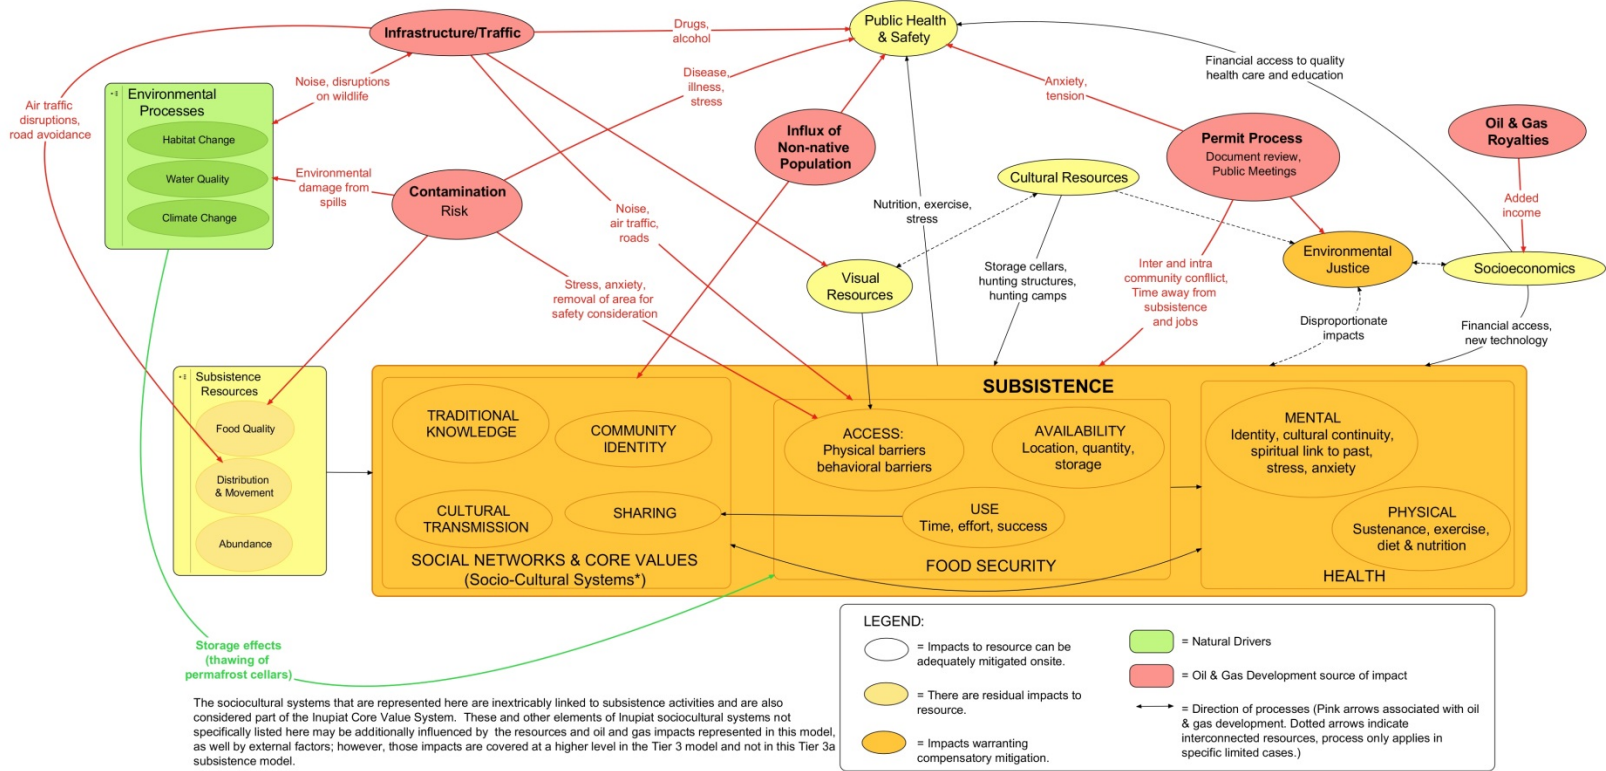 Infrastructure/Traffic
Drugs,
alcohol
Public Health
& Safety
Financial access to quality
health care and education
Noise, disruptions
on wildlife
Disease,
illness,
stress
Anxiety,
tension
Air traffic
disruptions,
road avoidance
Environmental
Processes
Habitat Change
Water Quality
Climate Change
Environmental
damage from
spills
Contamination
Risk
Influx of
Non-native
Population
Permit Process
Document review,
Public Meetings
Oil & Gas
Royalties
Cultural Resources
Added
income
Nutrition, exercise,
stress
Noise,
air traffic,
roads
Visual
Resources
Storage cellars,
hunting structures,
hunting camps
Inter and intra
community confllict,
Time away from
subsistence
and jobs
Environmental
Justice
Socioeconomics
Stress, anxiety,
removal of area for
safety consideration
Disproportionate
impacts
Financial access,
new technology
Subsistence
Resources
Food Quality
Distribution
& Movement
Abundance
SUBSISTENCE
TRADITIONAL
KNOWLEDGE
COMMUNITY
IDENTITY
CULTURAL
TRANSMISSION
SHARING
SOCIAL NETWORKS & CORE VALUES
(Socio-Cultural Systems*)
ACCESS:
Physical barriers
behavioral barriers
AVAILABILITY
Location, quantity,
storage
USE
Time, effort, success
FOOD SECURITY
MENTAL
Identity, cultural continuity,
spiritual link to past,
stress, anxiety
PHYSICAL
Sustenance, exercise,
diet & nutrition
HEALTH
Storage effects
(thawing of
permafrost cellars)
The sociocultural systems that are represented here are inextricably linked to subsistence activities and are also
considered part of the Inupiat Core Value System. These and other elements of Inupiat sociocultural systems not
specifically listed here may be additionally influenced by the resources and oil and gas impacts represented in this model,
as well by external factors; however, those impacts are covered at a higher level in the Tier 3 model and not in this Tier 3a
subsistence model.
LEGEND:
= Impacts to resource can be
adequately mitigated onsite.
= There are residual impacts to
resource.
= Impacts warranting
compensatory mitigation.
= Natural Drivers
= Oil & Gas Development source of impact
= Direction of processes (Pink arrows associated with oil
& gas development. Dotted arrows indicate
interconnected resources, process only applies in
specific limited cases.)